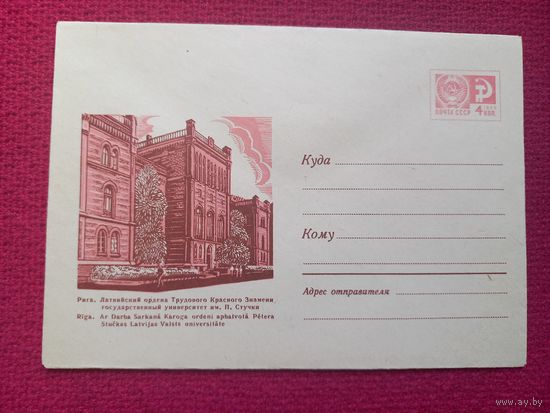 ПОЧТА СССР
4 КОП.
Куда
Кому
Адрес отправителя
Рига. Латвийский ордена Трудового Красного Знамени
государственный университет им. П. Стучки
Rīgа. Ar Darba Sarkanā Karoga ordeni apbalvotā Pētera
Stučkas Latvijas Valsts universitāte
www.ay.by